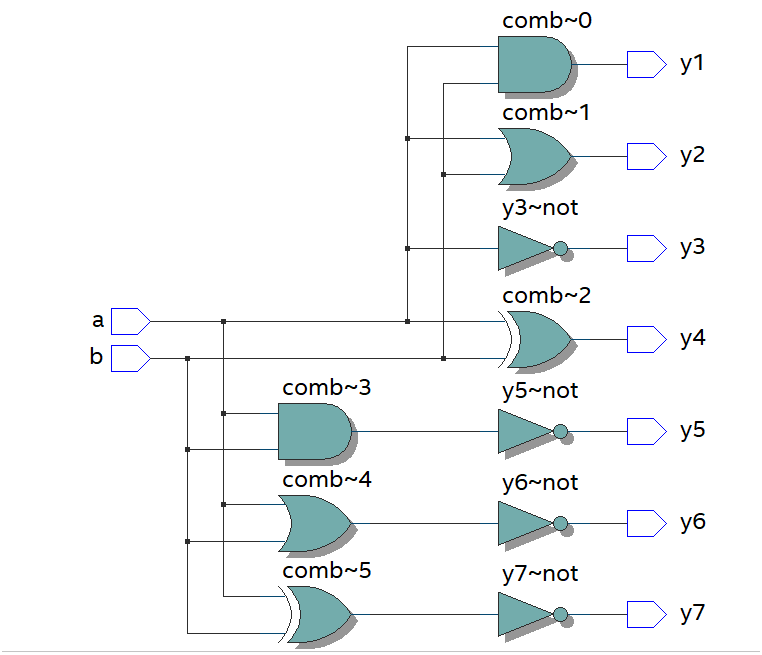 comb~0
y1
comb~1
y2
y3~not
y3
comb~2
a
y4
b
comb~3
y5~not
y5
comb~4
y6~not
y6
comb~5
y7~not
y7